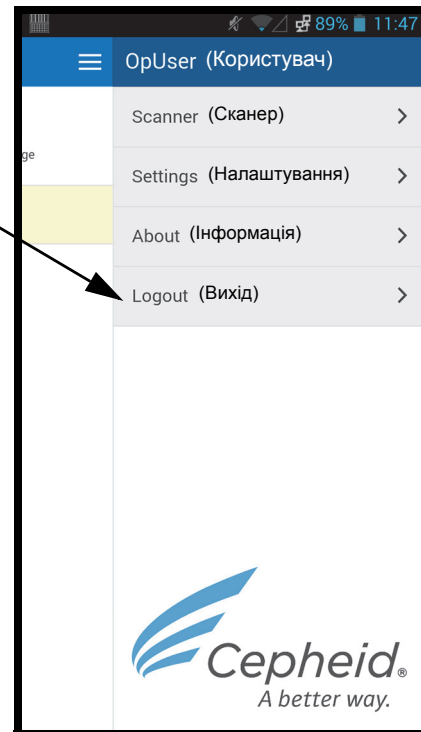 89% 11:47
OpUser (Користувач)
Scanner (Сканер)
ge
Settings (Налаштування)
About (Інформація)
Logout (Вихід)
Cepheid®
A better way.